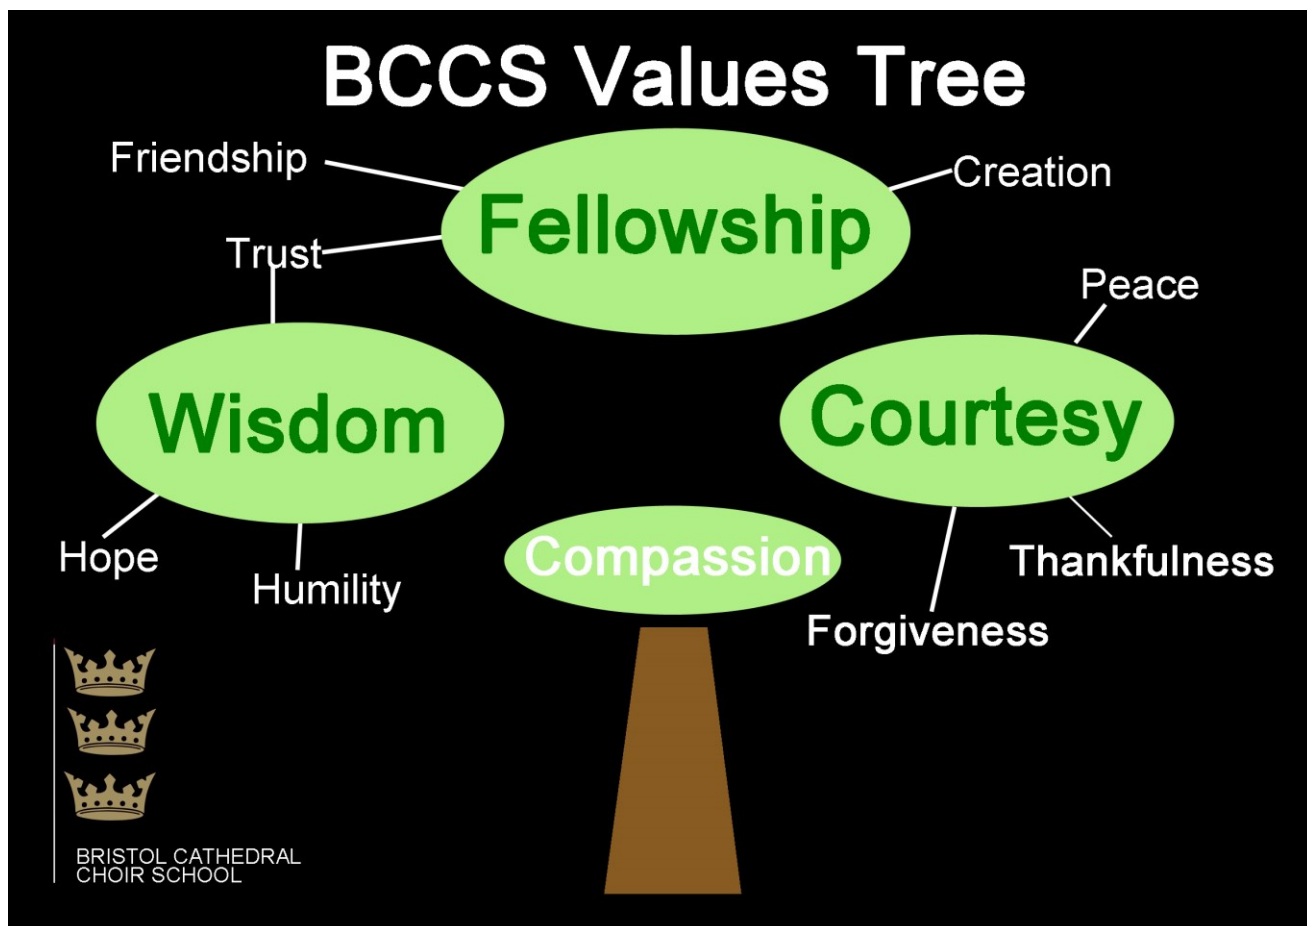 BCCS Values Tree
Friendship
Creation
Fellowship
Trust
Peace
Wisdom
Courtesy
Hope
Humility
Compassion
Thankfulness
Forgiveness
BRISTOL CATHEDRAL
CHOIR SCHOOL